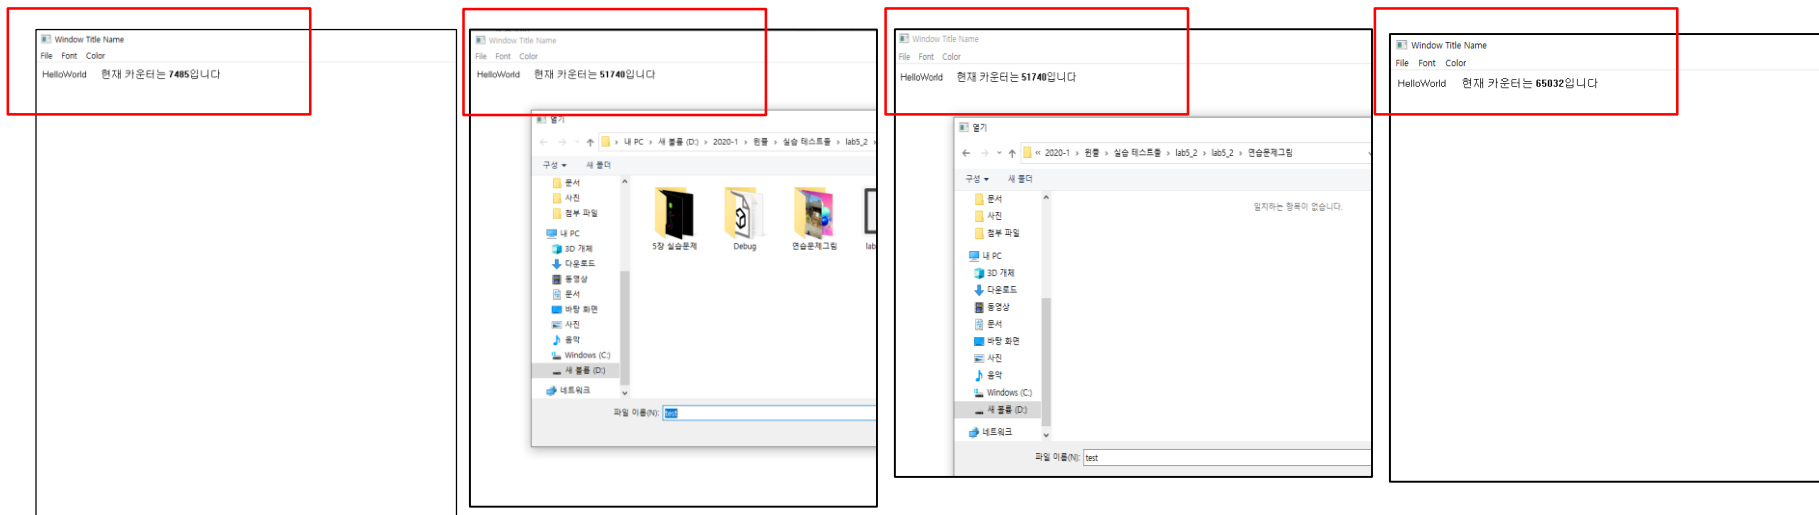 Window Title Name
File Font Color
HelloWorld 현재 카운터는 7485입니다
Window Title Name
File Font Color
HelloWorld 현재 카운터는 51740입니다
열기
내 PC › 새 볼륨 (D:) › 2020-1 › 윈플 › 실습 테스트들 › lab5_2 ›
구성 새 폴더
문서
사진
첨부 파일
내 PC
3D 개체
다운로드
동영상
문서
바탕 화면
사진
음악
Windows (C:)
새 볼륨 (D:)
네트워크
5장 실습문제
Debug
연습문제그림
lab
파일 이름(N): test
Window Title Name
File Font Color
HelloWorld 현재 카운터는 51740입니다
열기
« 2020-1 › 윈플 › 실습 테스트들 › lab5_2 › lab5_2 › 연습문제그림
구성 새 폴더
문서
사진
첨부 파일
내 PC
3D 개체
다운로드
동영상
문서
바탕 화면
사진
음악
Windows (C:)
새 볼륨 (D:)
네트워크
일치하는 항목이 없습니다.
파일 이름(N): test
Window Title Name
File Font Color
HelloWorld 현재 카운터는 65032입니다